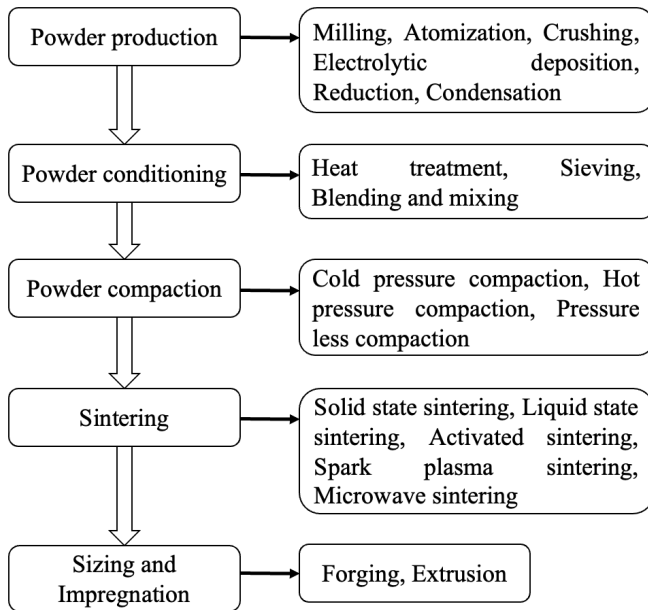 Powder production
Milling, Atomization, Crushing,
Electrolytic deposition,
Reduction, Condensation
Powder conditioning
Heat treatment, Sieving,
Blending and mixing
Powder compaction
Cold pressure compaction, Hot
pressure compaction, Pressure
less compaction
Sintering
Solid state sintering, Liquid state
sintering, Activated sintering,
Spark plasma sintering,
Microwave sintering
Sizing and
Impregnation
Forging, Extrusion